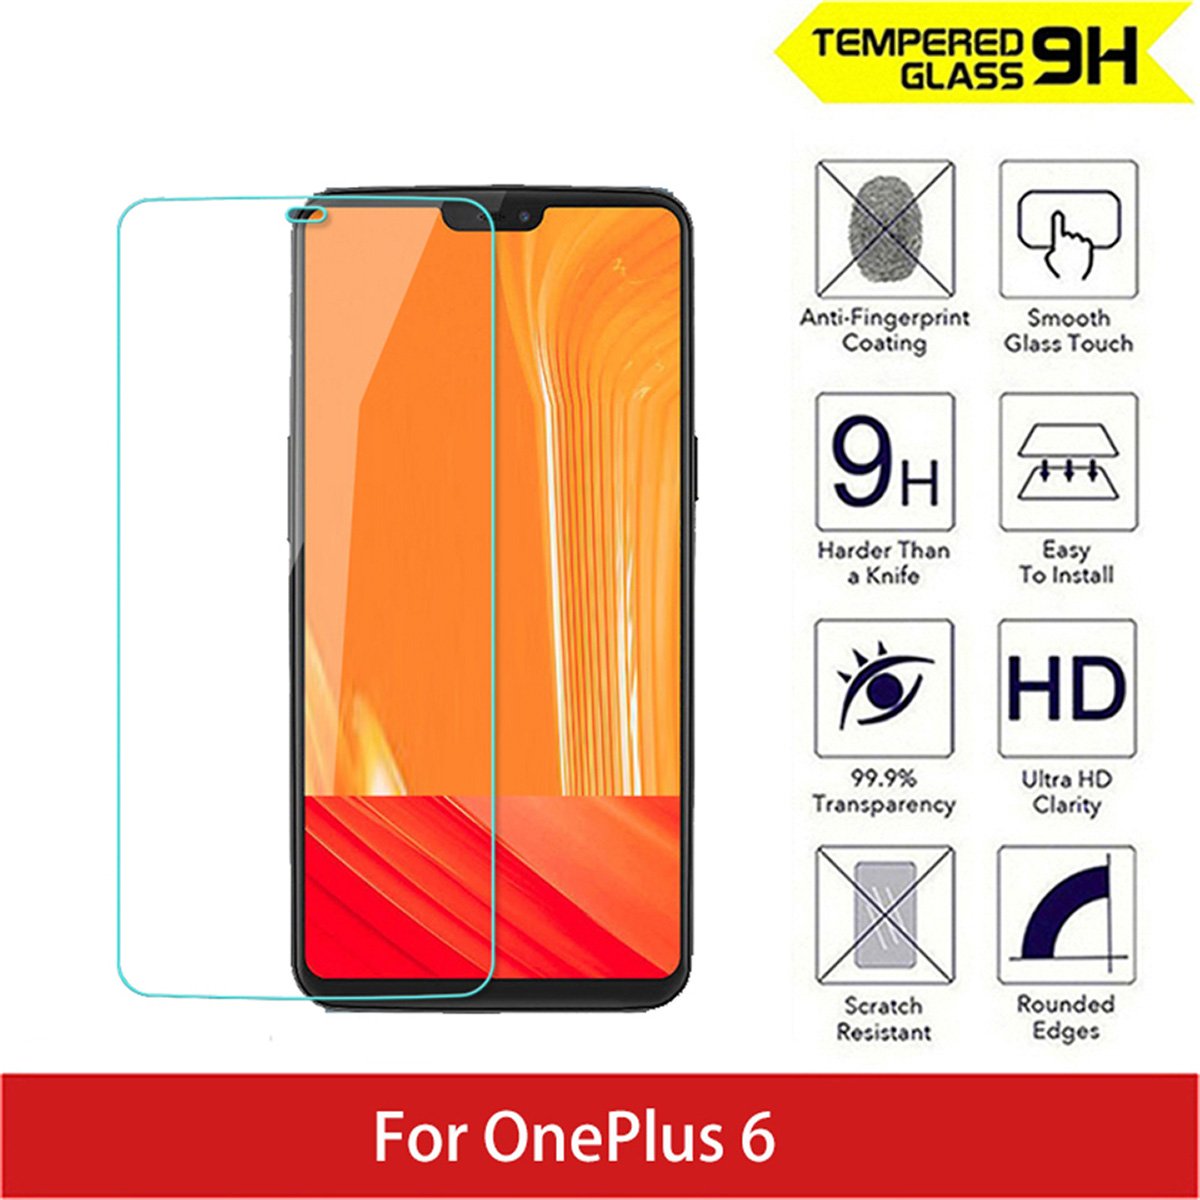 TEMPERED
GLASS 9H
Anti-Fingerprint
Coating
Smooth
Glass Touch
9H
Harder Than
a Knife
Easy
To Install
99.9%
Transparency
HD
Ultra HD
Clarity
Scratch
Resistant
Rounded
Edges
For OnePlus 6